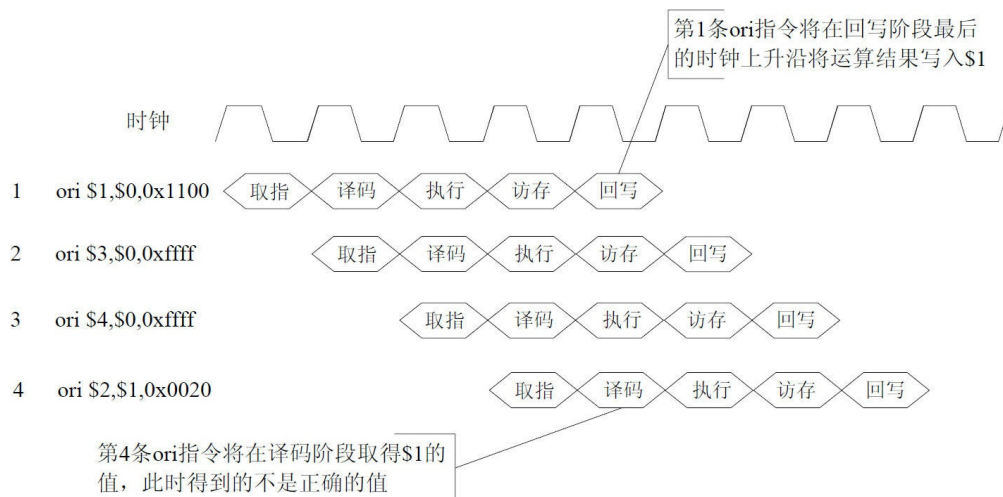 第1条ori指令将在回写阶段最后
的时钟上升沿将运算结果写入$1
时钟
1 ori $1,$0,0x1100 取指 译码 执行 访存 回写
2 ori $3,$0,0xffff 取指 译码 执行 访存 回写
3 ori $4,$0,0xffff 取指 译码 执行 访存 回写
4 ori $2,$1,0x0020 取指 译码 执行 访存 回写
第4条ori指令将在译码阶段取得$1的
值，此时得到的不是正确的值